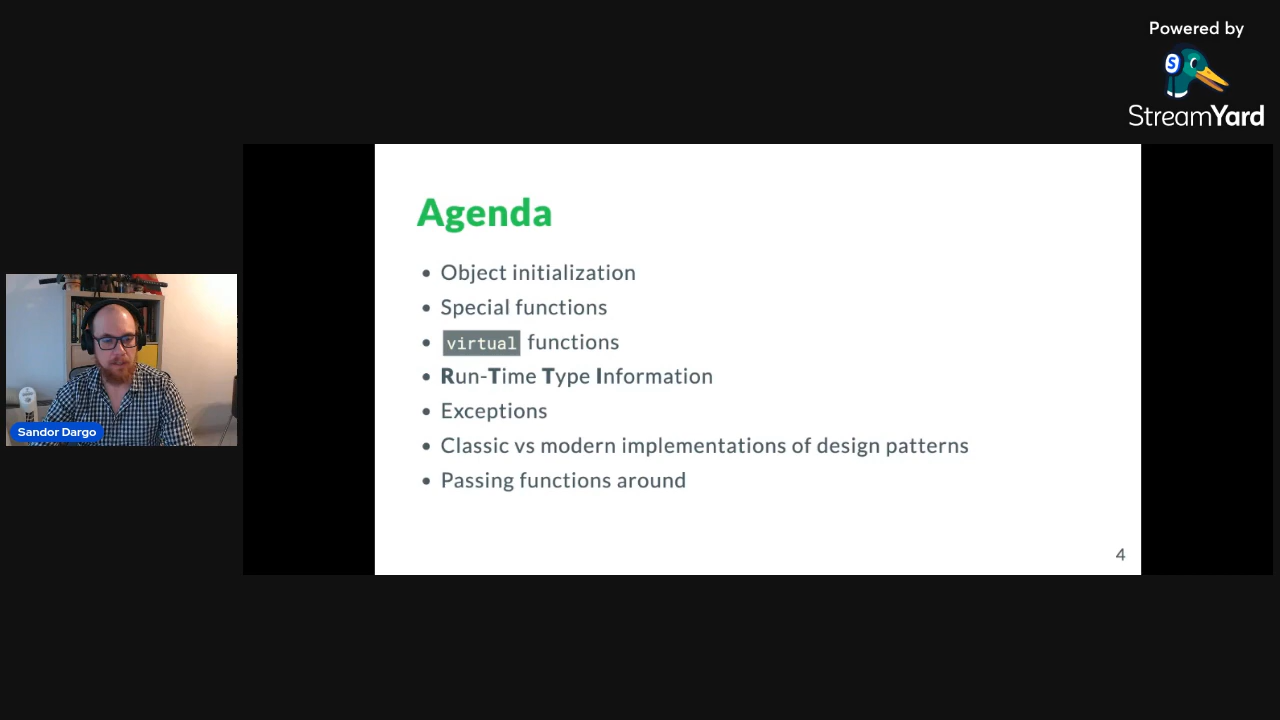 Powered by
S
StreamYard
Agenda
• Object initialization
• Special functions
• virtual functions
• Run-Time Type Information
• Exceptions
• Classic vs modern implementations of design patterns
• Passing functions around
4
Sandor Dargo